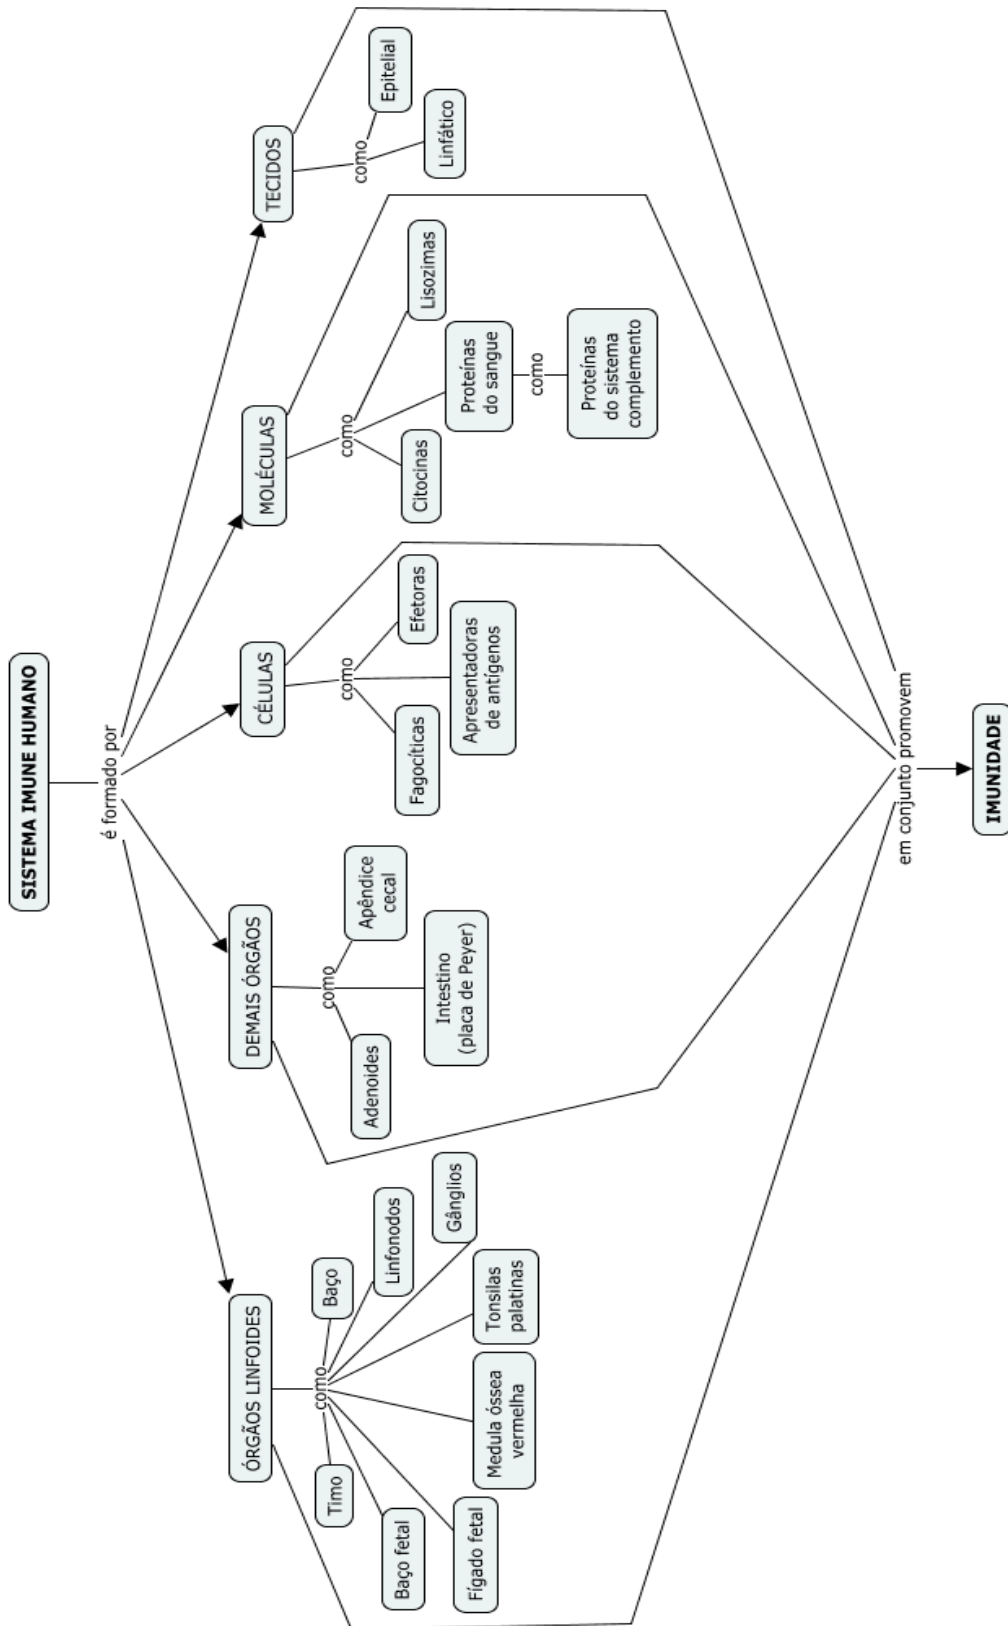 SISTEMA IMUNE HUMANO
é formado por
ÓRGÃOS LINFOIDES
como
Timo
Baço
Baço fetal
Linfonodos
Fígado fetal
Gânglios
Medula óssea
vermelha
Tonsilas
palatinas
DEMAIS ÓRGÃOS
como
Adenoides
Apêndice
cecal
Intestino
(placa de Peyer)
CÉLULAS
como
Fagocíticas
Efetoras
Apresentadoras
de antígenos
MOLÉCULAS
como
Citocinas
Lisozimas
Proteínas
do sangue
como
Proteínas
do sistema
complemento
TECIDOS
como
Epitelial
Linfático
em conjunto promovem
IMUNIDADE